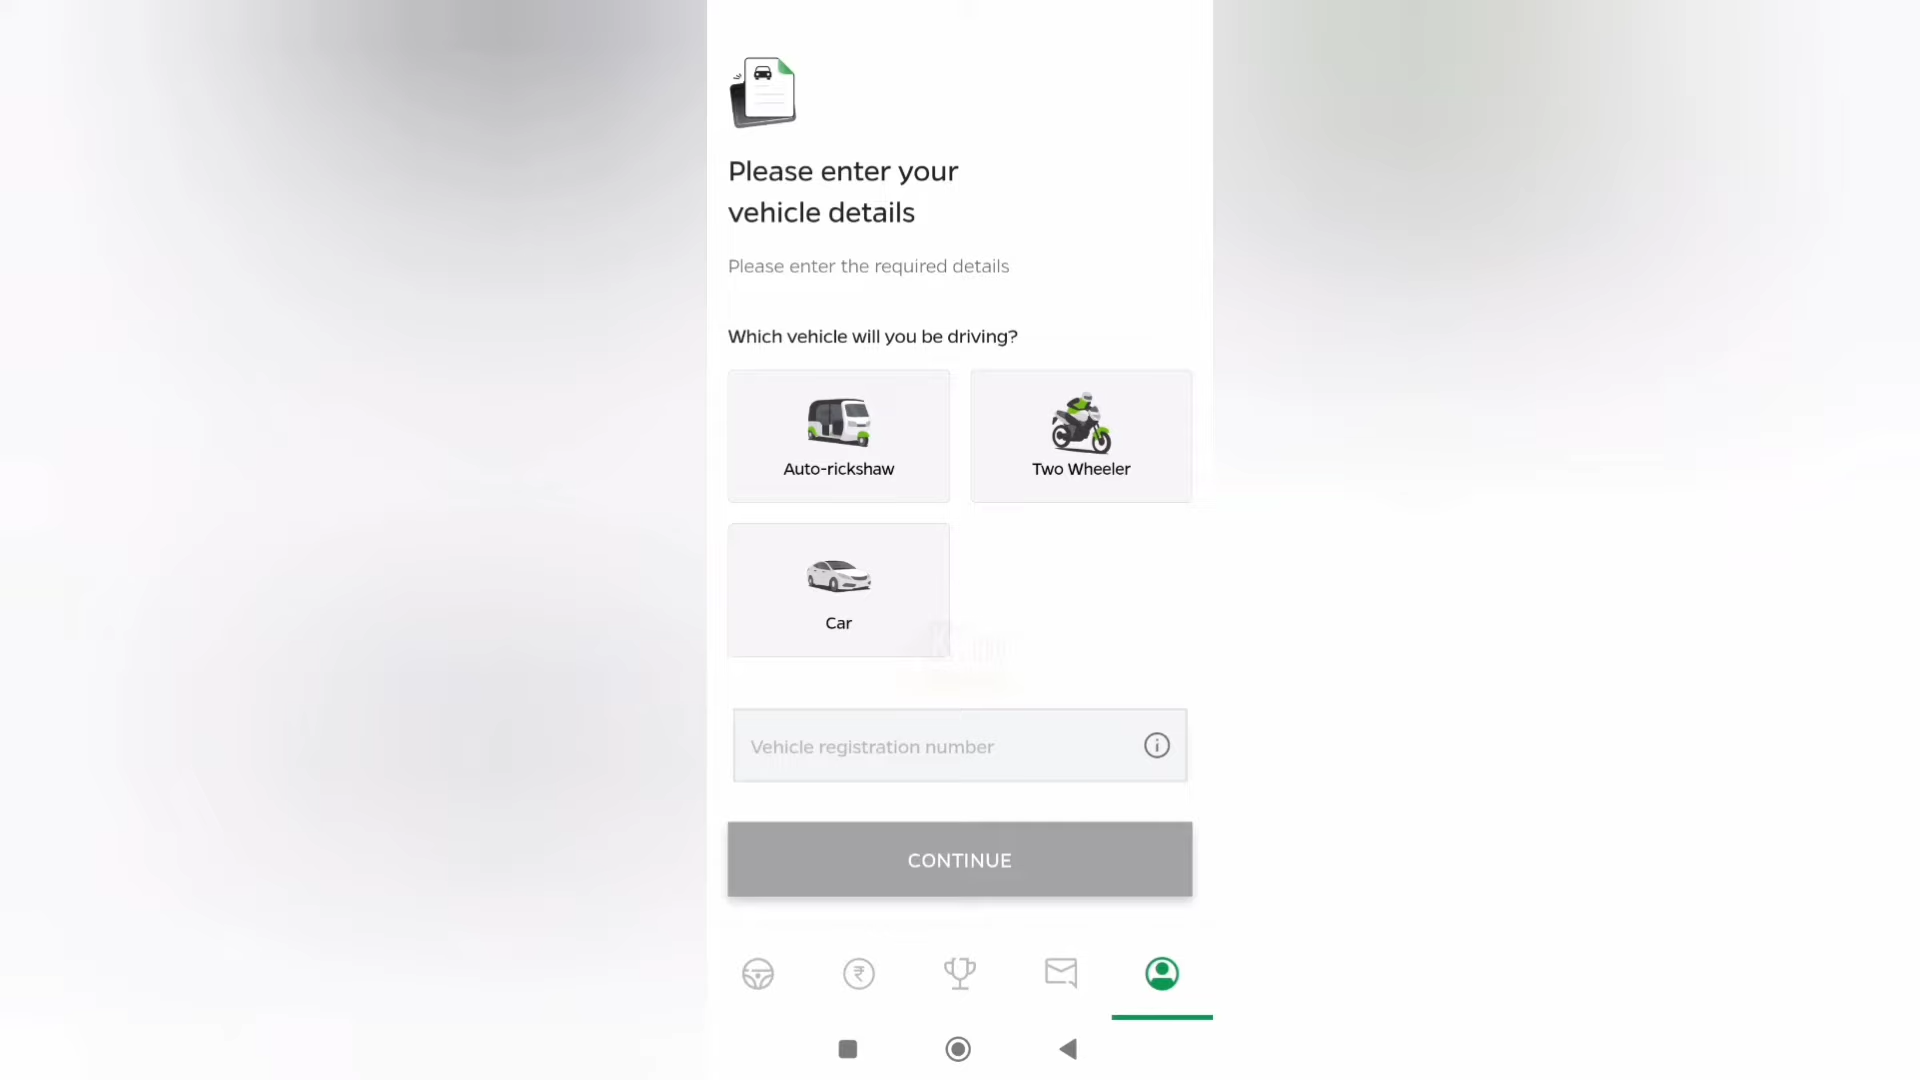 Please enter your
vehicle details
Please enter the required details
Which vehicle will you be driving?
Auto-rickshaw
Two Wheeler
Car
Vehicle registration number
CONTINUE